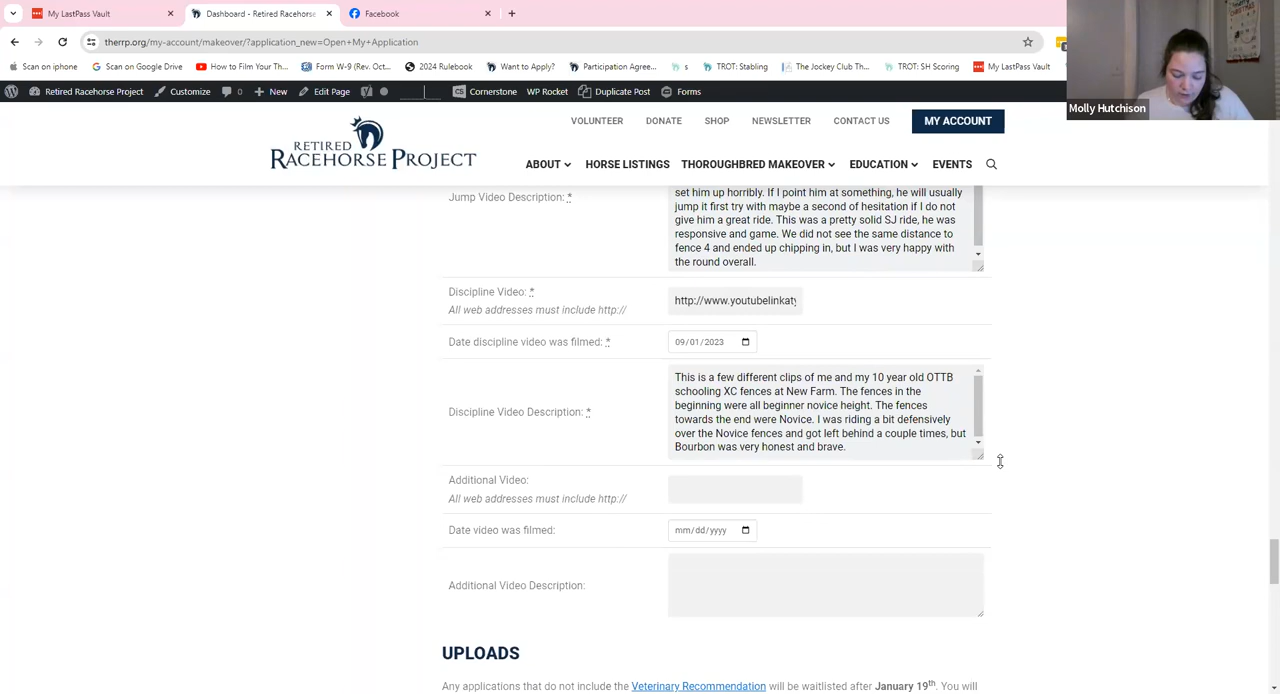 My LastPass Vault
Dashboard - Retired Racehorse
Facebook
therrp.org/my-account/makeover/?application_new=Open+My+Application
Scan on iphone
Scan on Google Drive
How to Film Your Th...
Form W-9 (Rev. Oct...
2024 Rulebook
Want to Apply?
Participation Agree...
s
TROT: Stabling
The Jockey Club Th...
TROT: SH Scoring
My LastPass Vault
Retired Racehorse Project
Customize
0
New
Edit Page
CS Cornerstone
WP Rocket
Duplicate Post
Forms
Molly Hutchison
RETIRED
RACEHORSE PROJECT
VOLUNTEER
DONATE
SHOP
NEWSLETTER
CONTACT US
MY ACCOUNT
ABOUT
HORSE LISTINGS
THOROUGHBRED MAKEOVER
EDUCATION
EVENTS
Jump Video Description: *
set him up horribly. If I point him at something, he will usually
jump it first try with maybe a second of hesitation if I do not
give him a great ride. This was a pretty solid SJ ride, he was
responsive and game. We did not see the same distance to
fence 4 and ended up chipping in, but I was very happy with
the round overall.
Discipline Video: *
All web addresses must include http://
http://www.youtubelinkaty
Date discipline video was filmed: *
09/01/2023
Discipline Video Description: *
This is a few different clips of me and my 10 year old OTTB
schooling XC fences at New Farm. The fences in the
beginning were all beginner novice height. The fences
towards the end were Novice. I was riding a bit defensively
over the Novice fences and got left behind a couple times, but
Bourbon was very honest and brave.
Additional Video:
All web addresses must include http://
Date video was filmed:
mm/dd/yyyy
Additional Video Description:
UPLOADS
Any applications that do not include the Veterinary Recommendation will be waitlisted after January 19th. You will